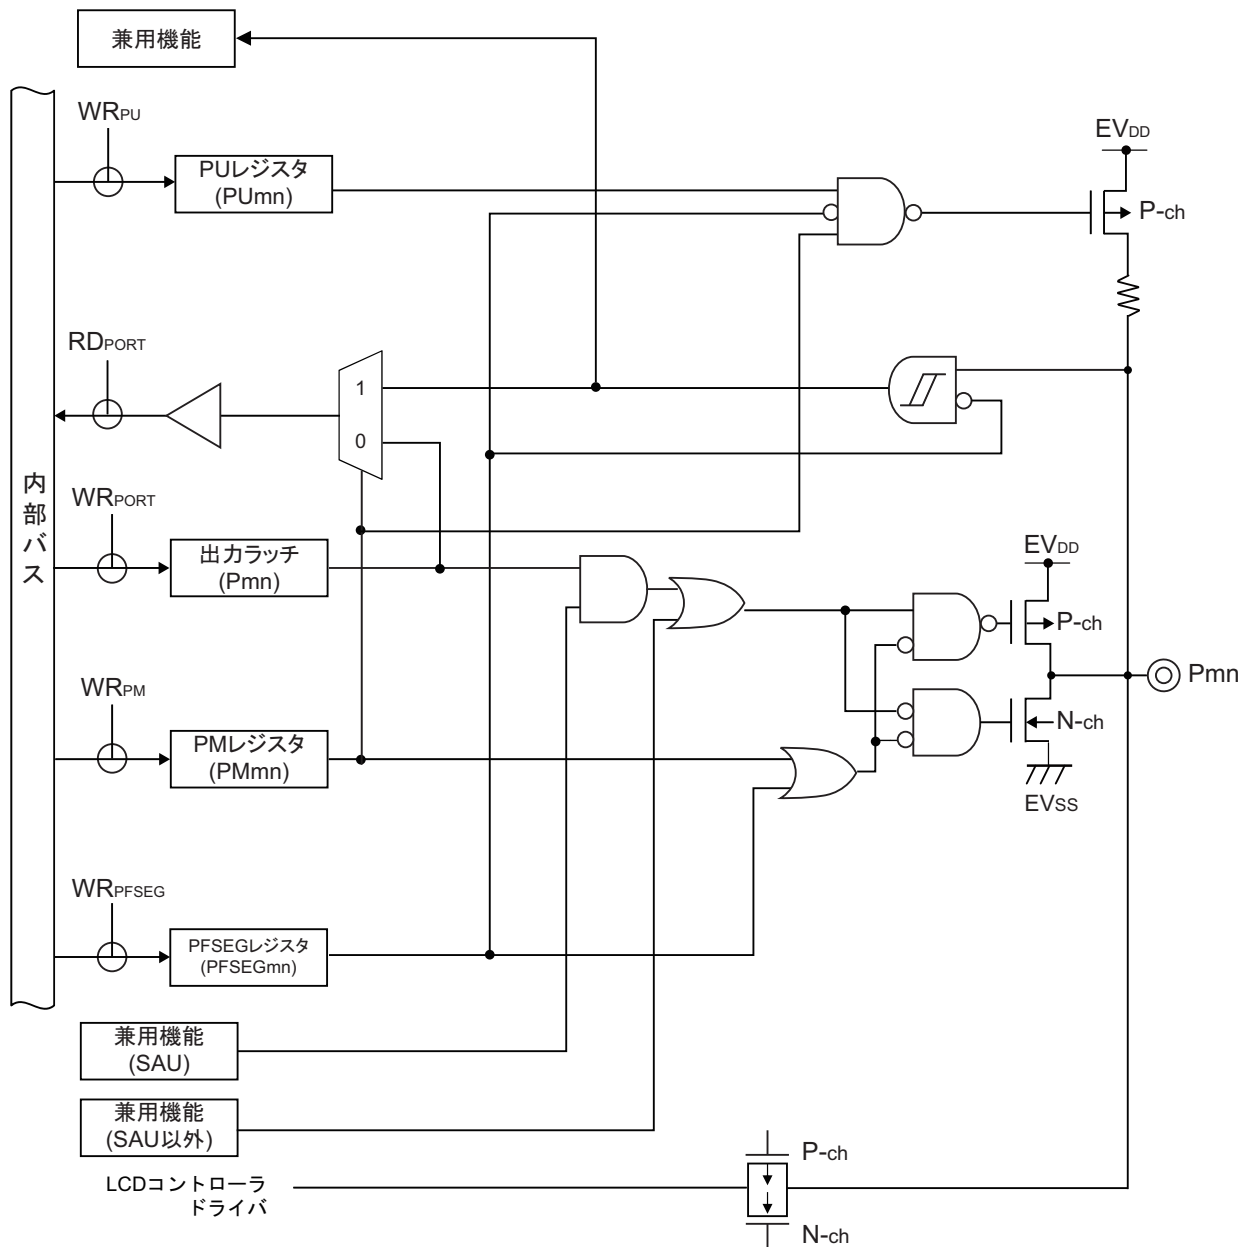 兼用機能
WRPU
EVDD
PUレジスタ
(PUmn)
P-ch
RDPORT
1
0
内部バス
WRPORT
出力ラッチ
(Pmn)
EVDD
P-ch
Pmn
WRPM
PMレジスタ
(PMmn)
N-ch
EVSS
WRPFSEG
PFSEGレジスタ
(PFSEGmn)
兼用機能
(SAU)
兼用機能
(SAU以外)
P-ch
LCDコントローラ
ドライバ
N-ch